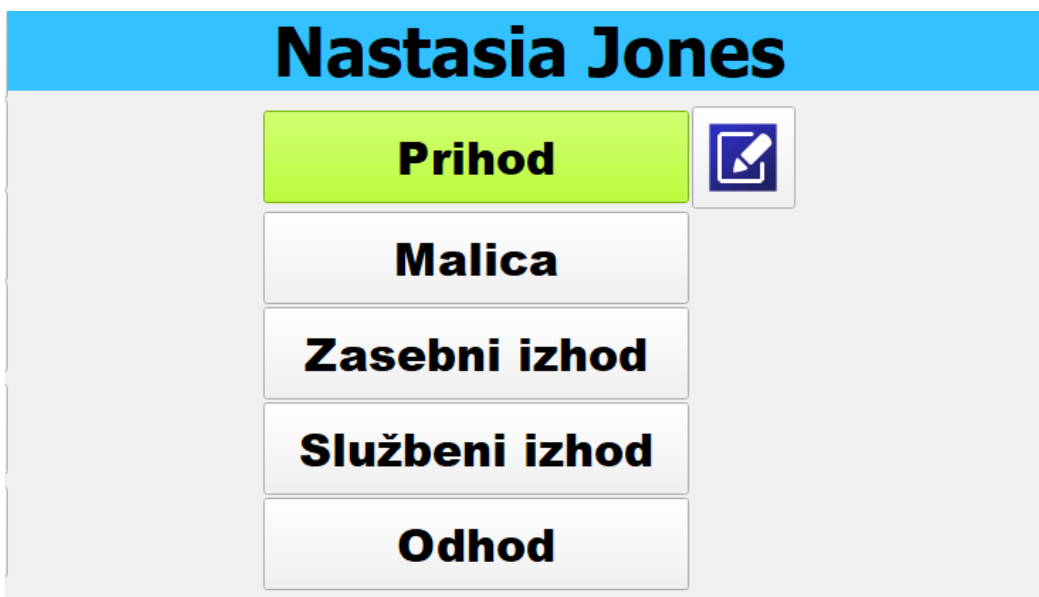 Nastasia Jones
Prihod
Malica
Zasebni izhod
Službeni izhod
Odhod